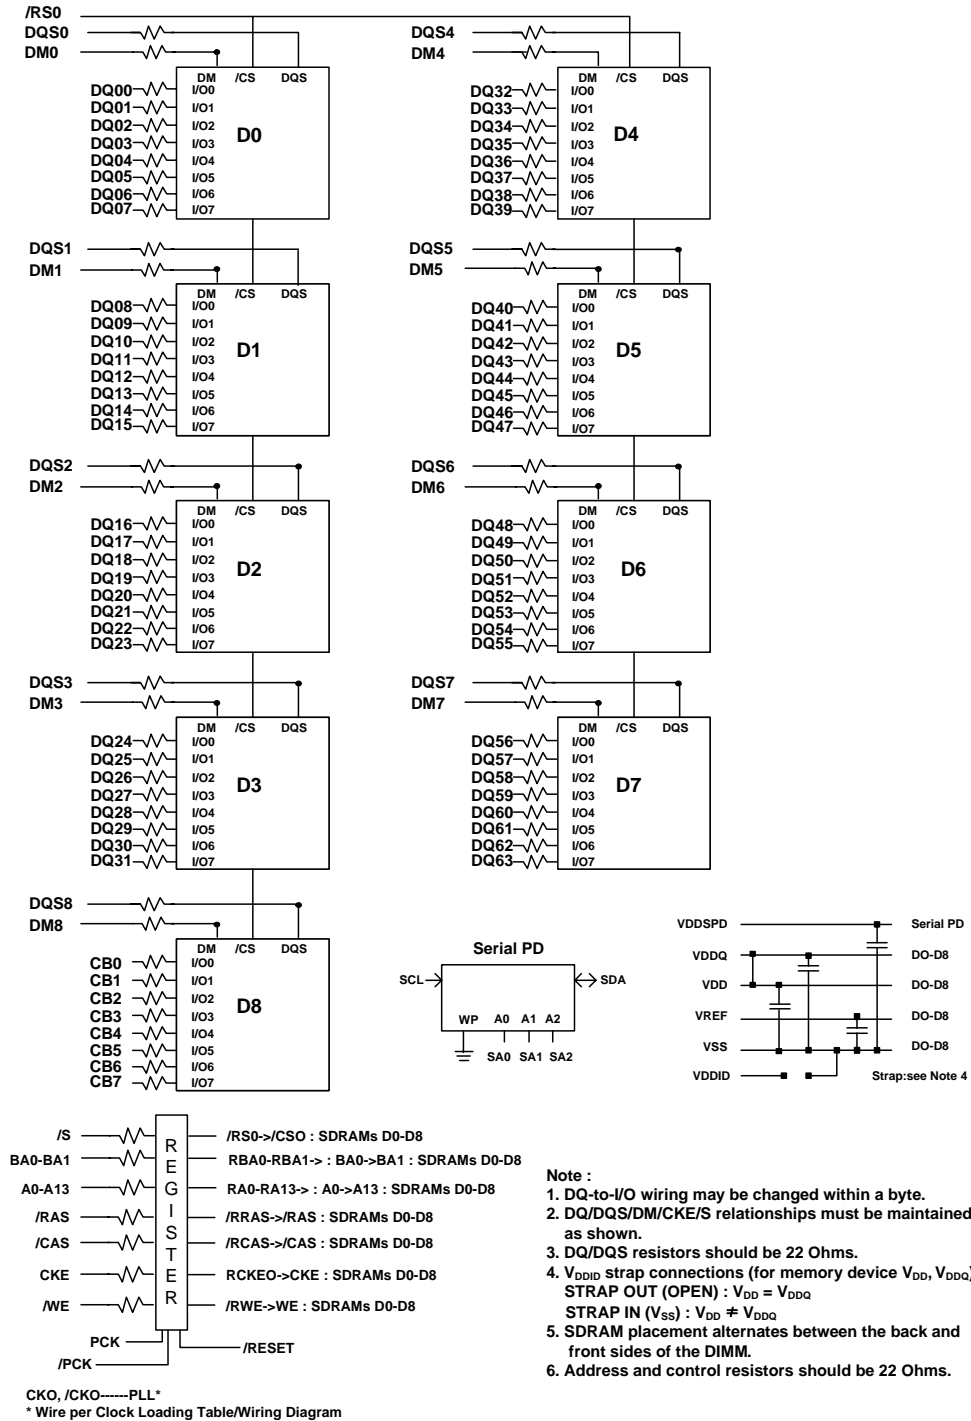 /RS0
DQS0
DM0
DM /CS DQS
DQ00 I/O0
DQ01 I/O1
DQ02 I/O2
DQ03 I/O3
DQ04 I/O4
DQ05 I/O5
DQ06 I/O6
DQ07 I/O7
D0
DQS4
DM4
DM /CS DQS
DQ32 I/O0
DQ33 I/O1
DQ34 I/O2
DQ35 I/O3
DQ36 I/O4
DQ37 I/O5
DQ38 I/O6
DQ39 I/O7
D4
DQS1
DM1
DM /CS DQS
DQ08 I/O0
DQ09 I/O1
DQ10 I/O2
DQ11 I/O3
DQ12 I/O4
DQ13 I/O5
DQ14 I/O6
DQ15 I/O7
D1
DQS5
DM5
DM /CS DQS
DQ40 I/O0
DQ41 I/O1
DQ42 I/O2
DQ43 I/O3
DQ44 I/O4
DQ45 I/O5
DQ46 I/O6
DQ47 I/O7
D5
DQS2
DM2
DM /CS DQS
DQ16 I/O0
DQ17 I/O1
DQ18 I/O2
DQ19 I/O3
DQ20 I/O4
DQ21 I/O5
DQ22 I/O6
DQ23 I/O7
D2
DQS6
DM6
DM /CS DQS
DQ48 I/O0
DQ49 I/O1
DQ50 I/O2
DQ51 I/O3
DQ52 I/O4
DQ53 I/O5
DQ54 I/O6
DQ55 I/O7
D6
DQS3
DM3
DM /CS DQS
DQ24 I/O0
DQ25 I/O1
DQ26 I/O2
DQ27 I/O3
DQ28 I/O4
DQ29 I/O5
DQ30 I/O6
DQ31 I/O7
D3
DQS7
DM7
DM /CS DQS
DQ56 I/O0
DQ57 I/O1
DQ58 I/O2
DQ59 I/O3
DQ60 I/O4
DQ61 I/O5
DQ62 I/O6
DQ63 I/O7
D7
DQS8
DM8
DM /CS DQS
CB0 I/O0
CB1 I/O1
CB2 I/O2
CB3 I/O3
CB4 I/O4
CB5 I/O5
CB6 I/O6
CB7 I/O7
D8
Serial PD
SCL SDA
WP A0 A1 A2
SA0 SA1 SA2
VDDSPD Serial PD
VDDQ DO-D8
VDD DO-D8
VREF DO-D8
VSS DO-D8
VDDID Strap:see Note 4
REGISTER
/S /RS0->/CSO : SDRAMs D0-D8
BA0-BA1 RBA0-RBA1-> : BA0->BA1 : SDRAMs D0-D8
A0-A13 RA0-RA13-> : A0->A13 : SDRAMs D0-D8
/RAS /RRAS->/RAS : SDRAMs D0-D8
/CAS /RCAS->/CAS : SDRAMs D0-D8
CKE RCKEO->CKE : SDRAMs D0-D8
/WE /RWE->WE : SDRAMs D0-D8
PCK
/PCK
/RESET
CKO, /CKO------PLL*
* Wire per Clock Loading Table/Wiring Diagram
Note :
1. DQ-to-I/O wiring may be changed within a byte.
2. DQ/DQS/DM/CKE/S relationships must be maintained
as shown.
3. DQ/DQS resistors should be 22 Ohms.
4. VDDID strap connections (for memory device VDD, VDDQ)
STRAP OUT (OPEN) : VDD = VDDQ
STRAP IN (VSS) : VDD ≠ VDDQ
5. SDRAM placement alternates between the back and
front sides of the DIMM.
6. Address and control resistors should be 22 Ohms.